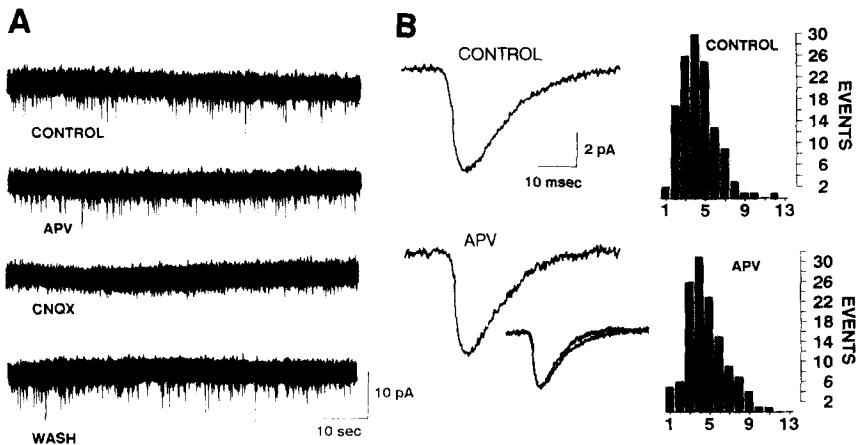 A
CONTROL
APV
CNQX
WASH
10 pA
10 sec
B
CONTROL
2 pA
10 msec
APV
CONTROL
30
26
22
18
14
10
6
2
EVENTS
1 5 9 13
APV
30
26
22
18
14
10
6
2
EVENTS
1 5 9 13